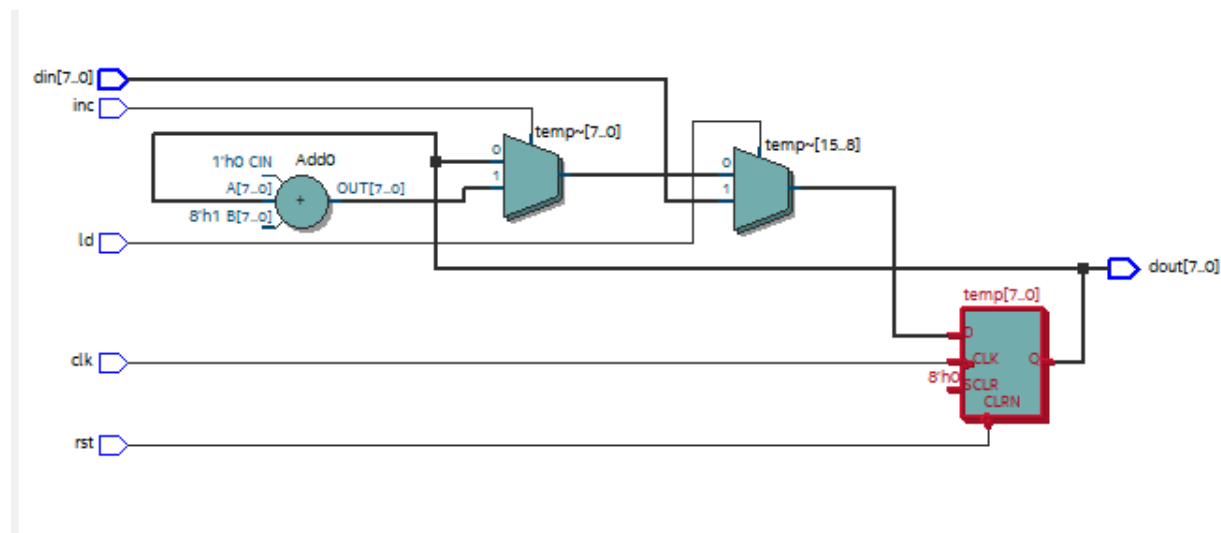 din[7..0]
inc
temp~[7..0]
temp~[15..8]
0
1
0
1
1'h0 CIN
Add0
A[7..0]
+
OUT[7..0]
8'h1 B[7..0]
ld
dout[7..0]
temp[7..0]
D
clk
CLK
Q
8'h0
SCLR
CLRN
rst